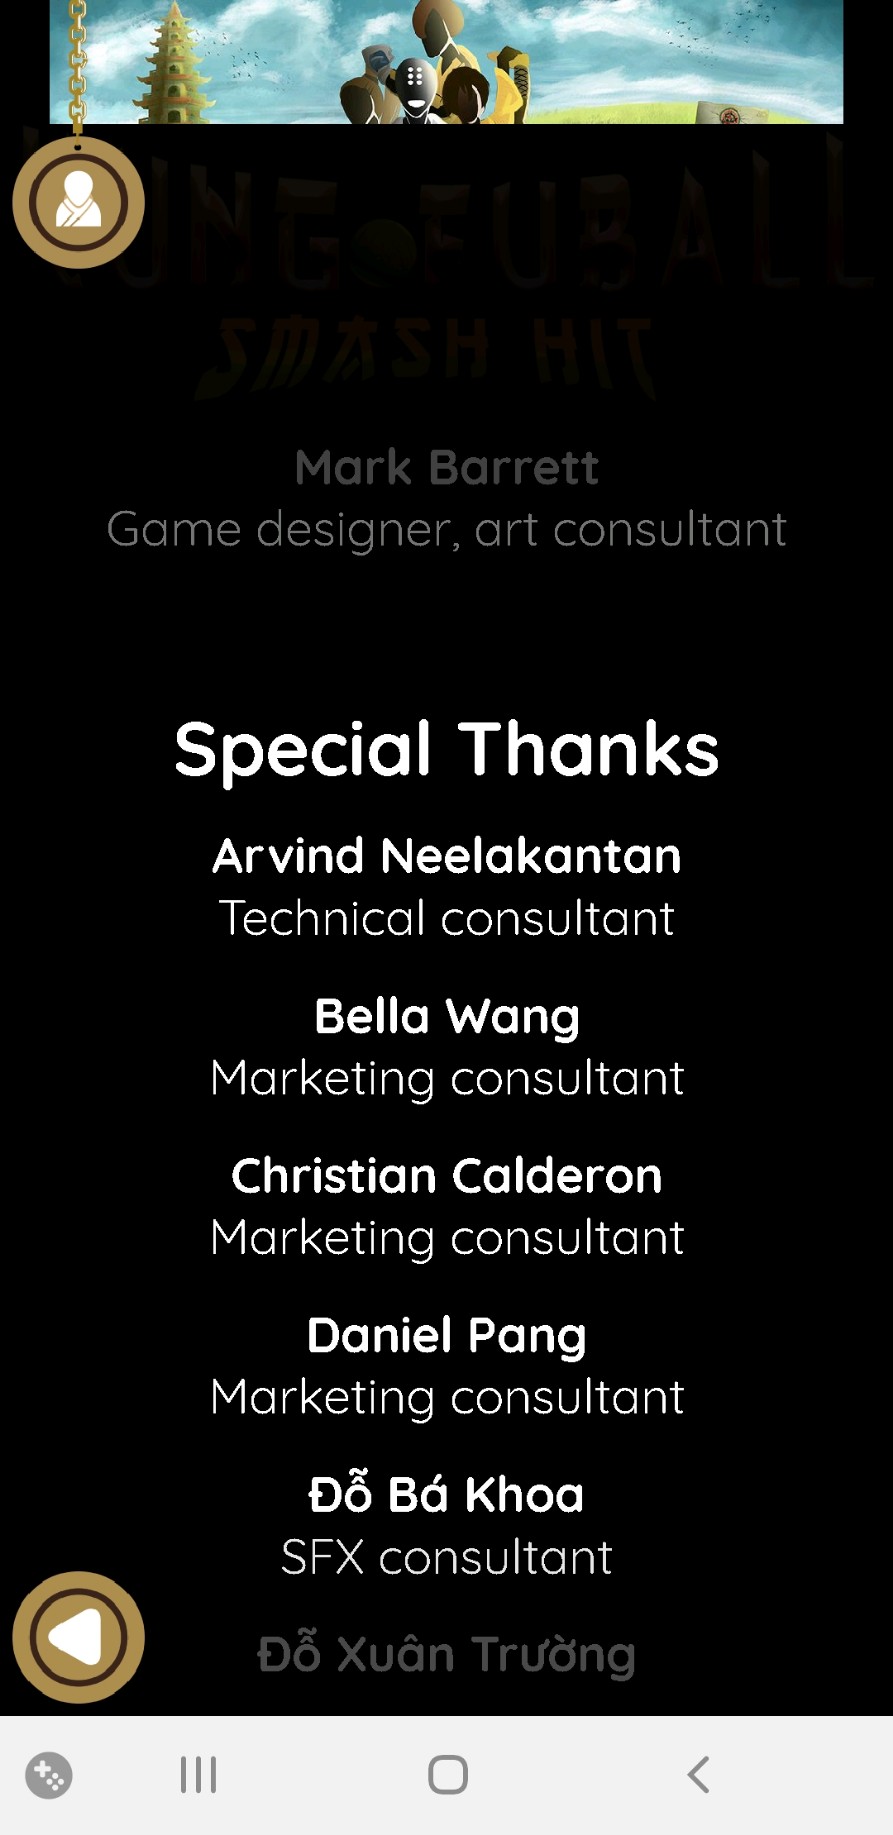 KUNG FUBALL
SMASH HIT
Mark Barrett
Game designer, art consultant
Special Thanks
Arvind Neelakantan
Technical consultant
Bella Wang
Marketing consultant
Christian Calderon
Marketing consultant
Daniel Pang
Marketing consultant
Đỗ Bá Khoa
SFX consultant
Đỗ Xuân Trường